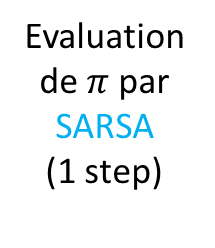 Evaluation
de 𝜋 par
SARSA
(1 step)